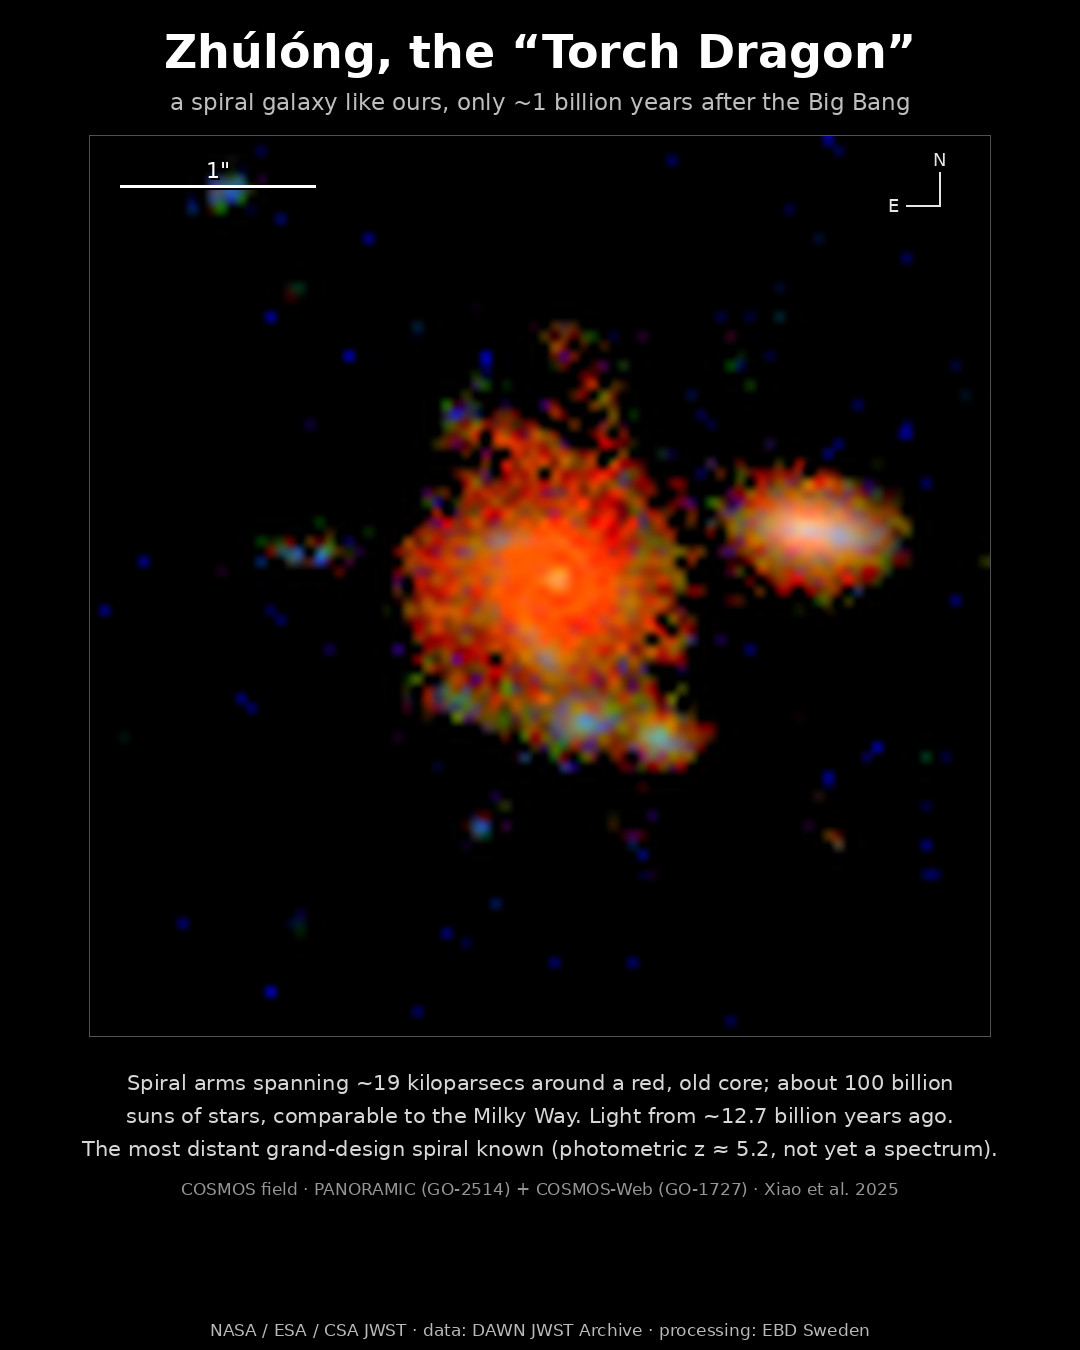 Zhúlóng, the “Torch Dragon”
a spiral galaxy like ours, only ~1 billion years after the Big Bang
1"
N
E
Spiral arms spanning ~19 kiloparsecs around a red, old core; about 100 billion
suns of stars, comparable to the Milky Way. Light from ~12.7 billion years ago.
The most distant grand-design spiral known (photometric z ≈ 5.2, not yet a spectrum).
COSMOS field · PANORAMIC (GO-2514) + COSMOS-Web (GO-1727) · Xiao et al. 2025
NASA / ESA / CSA JWST · data: DAWN JWST Archive · processing: EBD Sweden